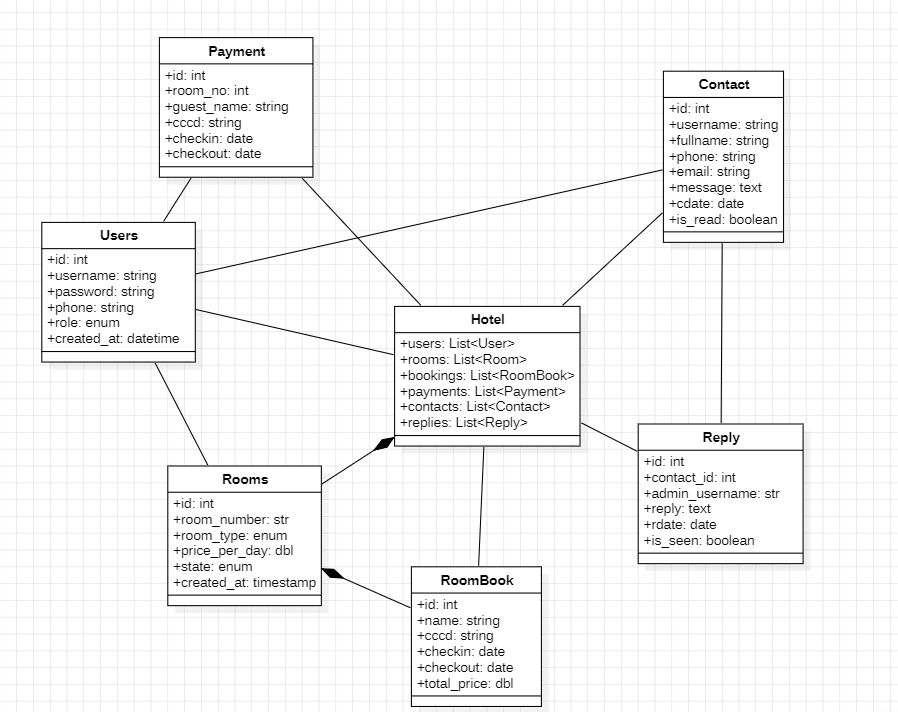 Payment
+id: int
+room_no: int
+guest_name: string
+cccd: string
+checkin: date
+checkout: date
Contact
+id: int
+username: string
+fullname: string
+phone: string
+email: string
+message: text
+cdate: date
+is_read: boolean
Users
+id: int
+username: string
+password: string
+phone: string
+role: enum
+created_at: datetime
Hotel
+users: List<User>
+rooms: List<Room>
+bookings: List<RoomBook>
+payments: List<Payment>
+contacts: List<Contact>
+replies: List<Reply>
Reply
+id: int
+contact_id: int
+admin_username: str
+reply: text
+rdate: date
+is_seen: boolean
Rooms
+id: int
+room_number: str
+room_type: enum
+price_per_day: dbl
+state: enum
+created_at: timestamp
RoomBook
+id: int
+name: string
+cccd: string
+checkin: date
+checkout: date
+total_price: dbl